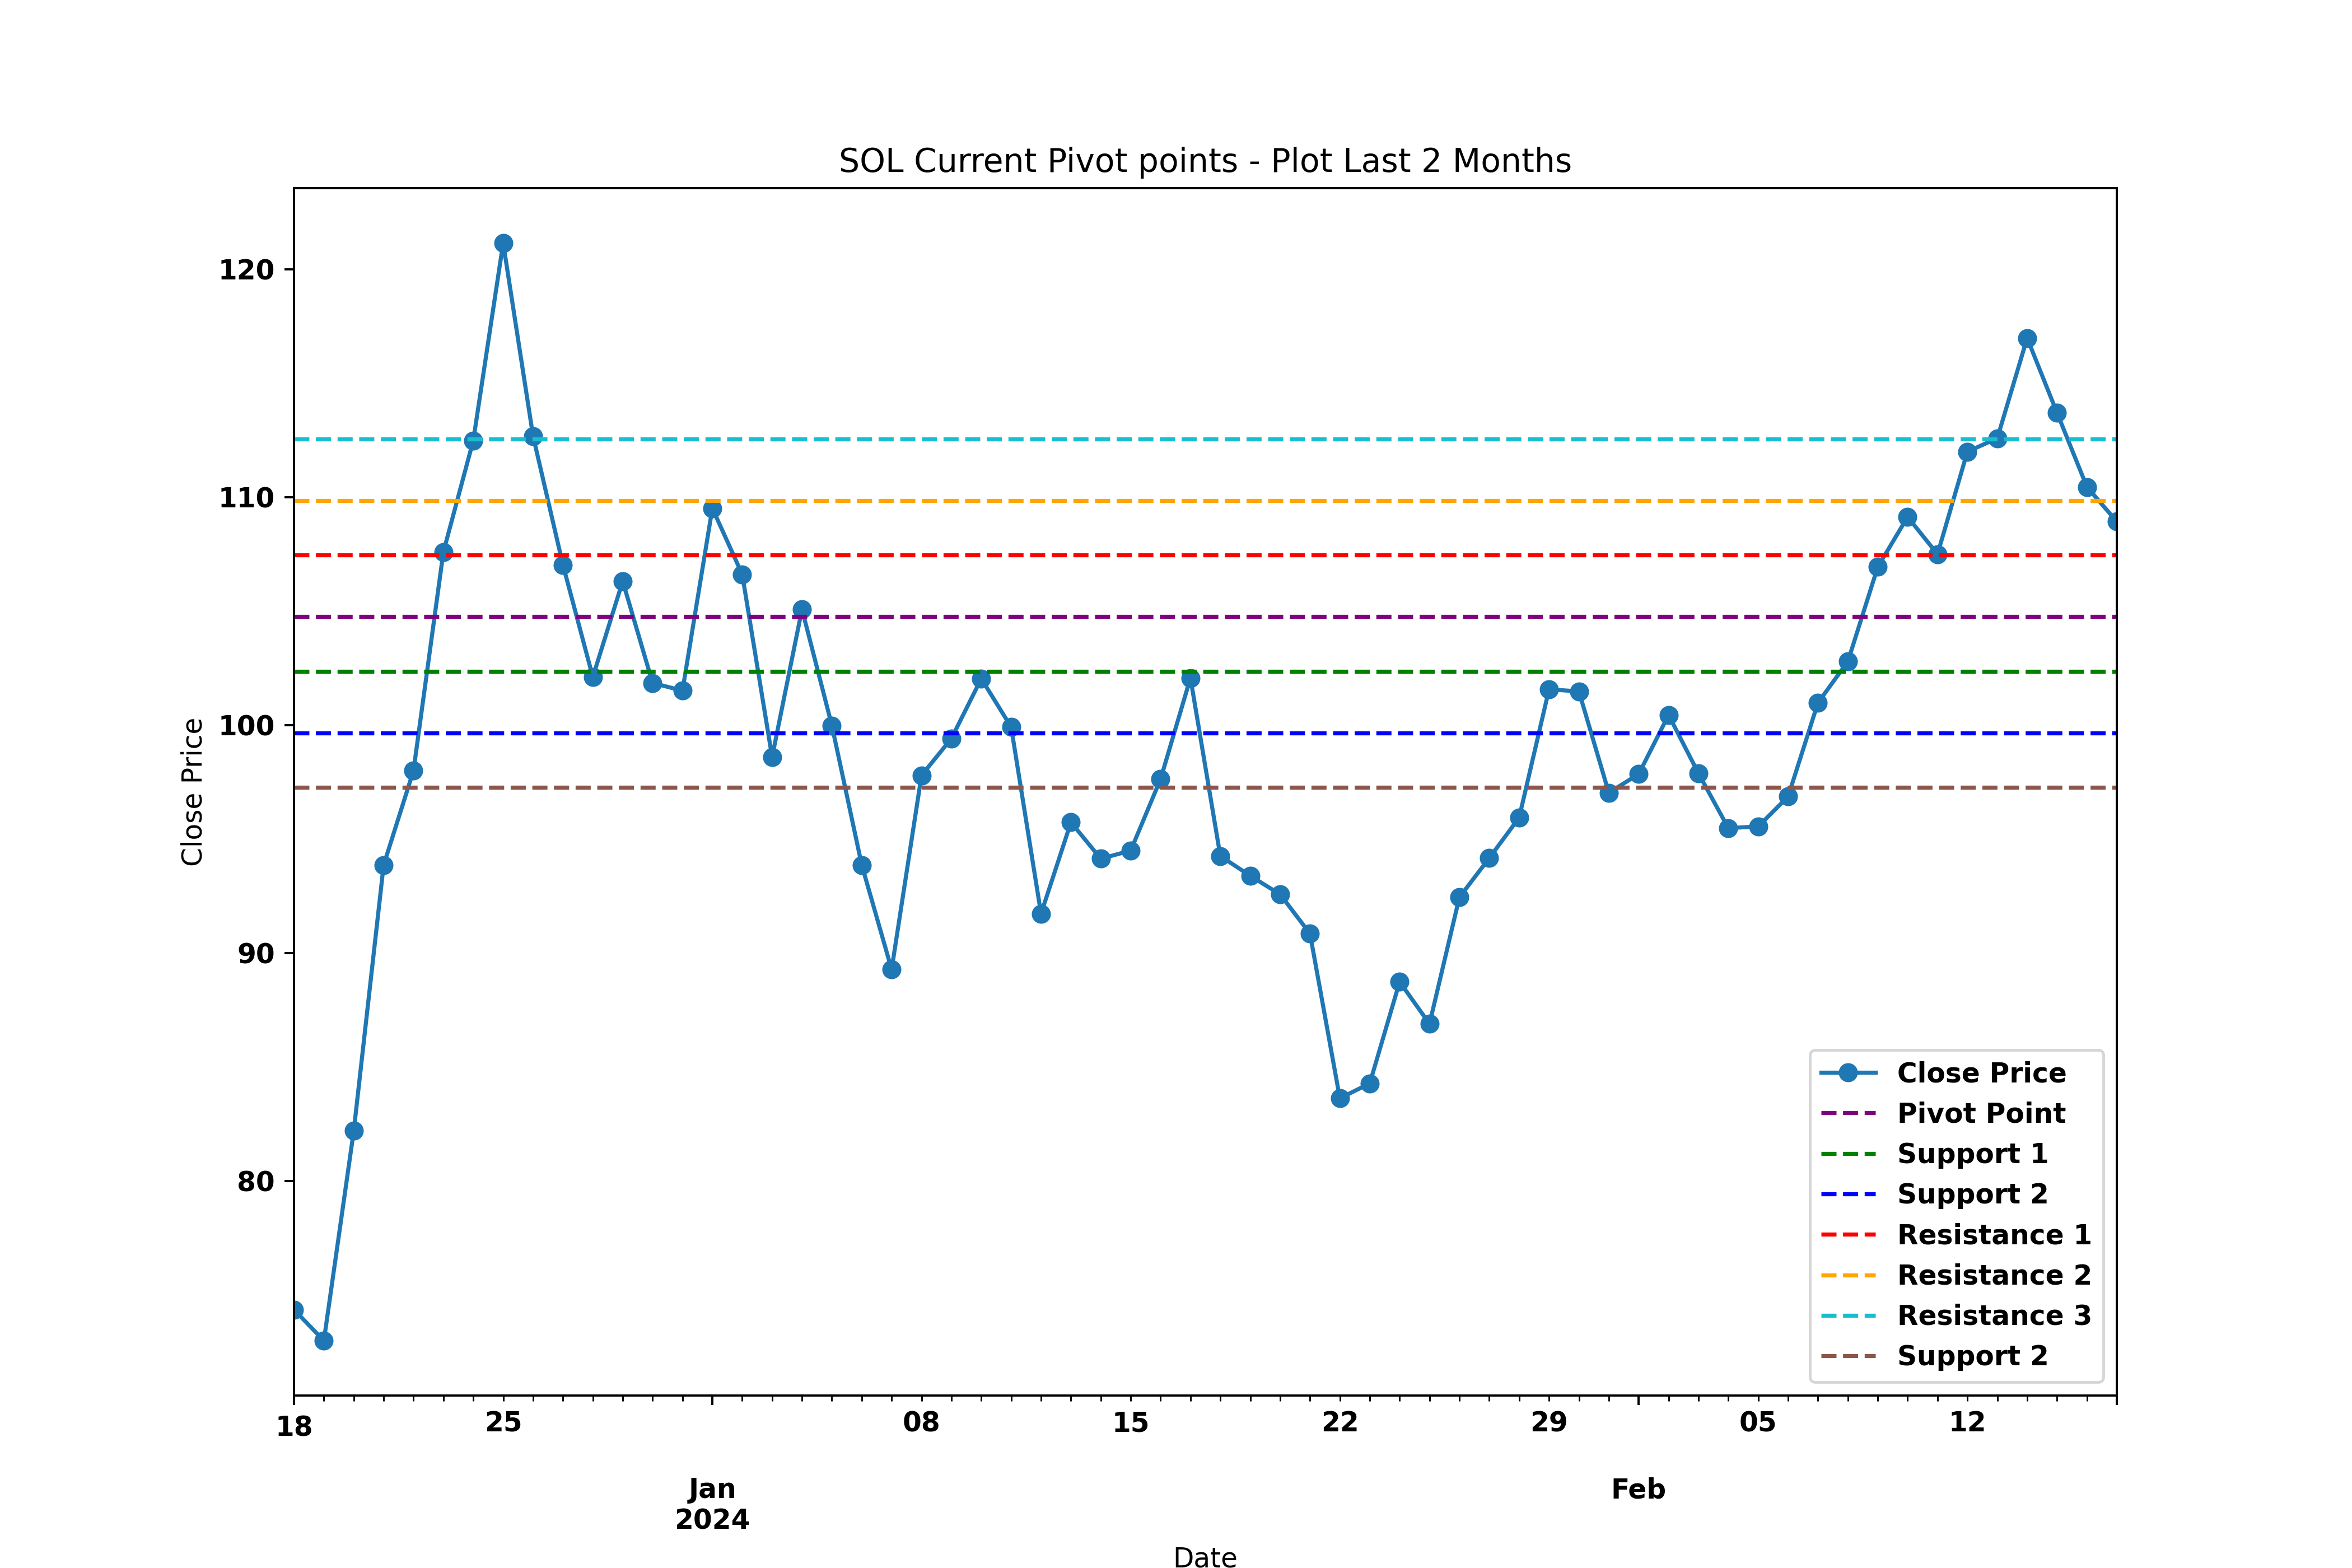 SOL Current Pivot points - Plot Last 2 Months
120
110
100
90
80
Close Price
Close Price
Pivot Point
Support 1
Support 2
Resistance 1
Resistance 2
Resistance 3
Support 2
18 25 08 15 22 29 05 12
Jan Feb
2024
Date